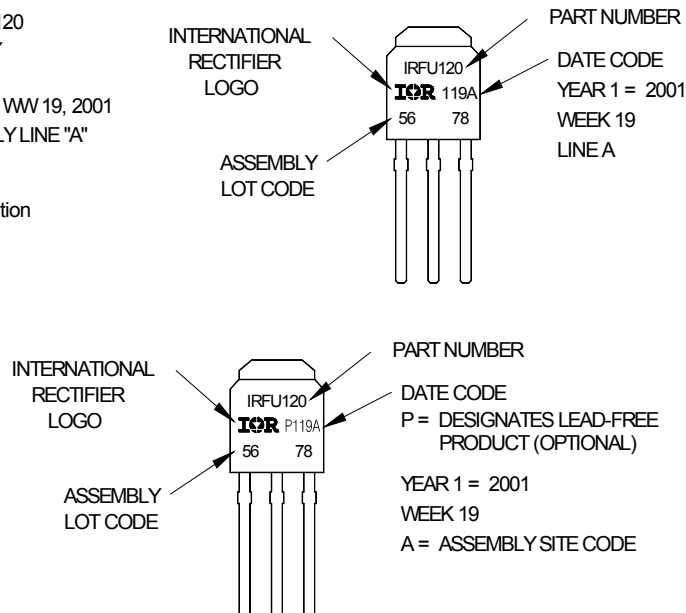 120
WW 19, 2001
LY LINE "A"
tion
INTERNATIONAL
RECTIFIER
LOGO
ASSEMBLY
LOT CODE
IRFU120
IOR 119A
56 78
PART NUMBER
DATE CODE
YEAR 1 = 2001
WEEK 19
LINE A
INTERNATIONAL
RECTIFIER
LOGO
ASSEMBLY
LOT CODE
IRFU120
IOR P119A
56 78
PART NUMBER
DATE CODE
P = DESIGNATES LEAD-FREE
PRODUCT (OPTIONAL)
YEAR 1 = 2001
WEEK 19
A = ASSEMBLY SITE CODE